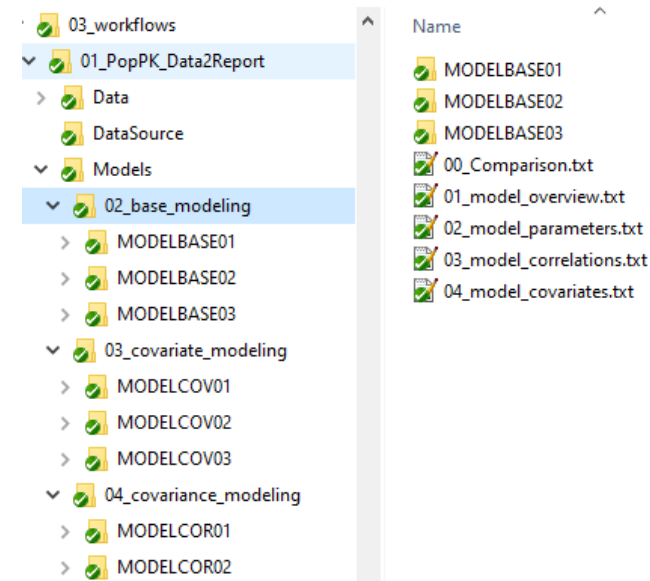 03_workflows
01_PopPK_Data2Report
Data
DataSource
Models
02_base_modeling
MODELBASE01
MODELBASE02
MODELBASE03
03_covariate_modeling
MODELCOV01
MODELCOV02
MODELCOV03
04_covariance_modeling
MODELCOR01
MODELCOR02
Name
MODELBASE01
MODELBASE02
MODELBASE03
00_Comparison.txt
01_model_overview.txt
02_model_parameters.txt
03_model_correlations.txt
04_model_covariates.txt